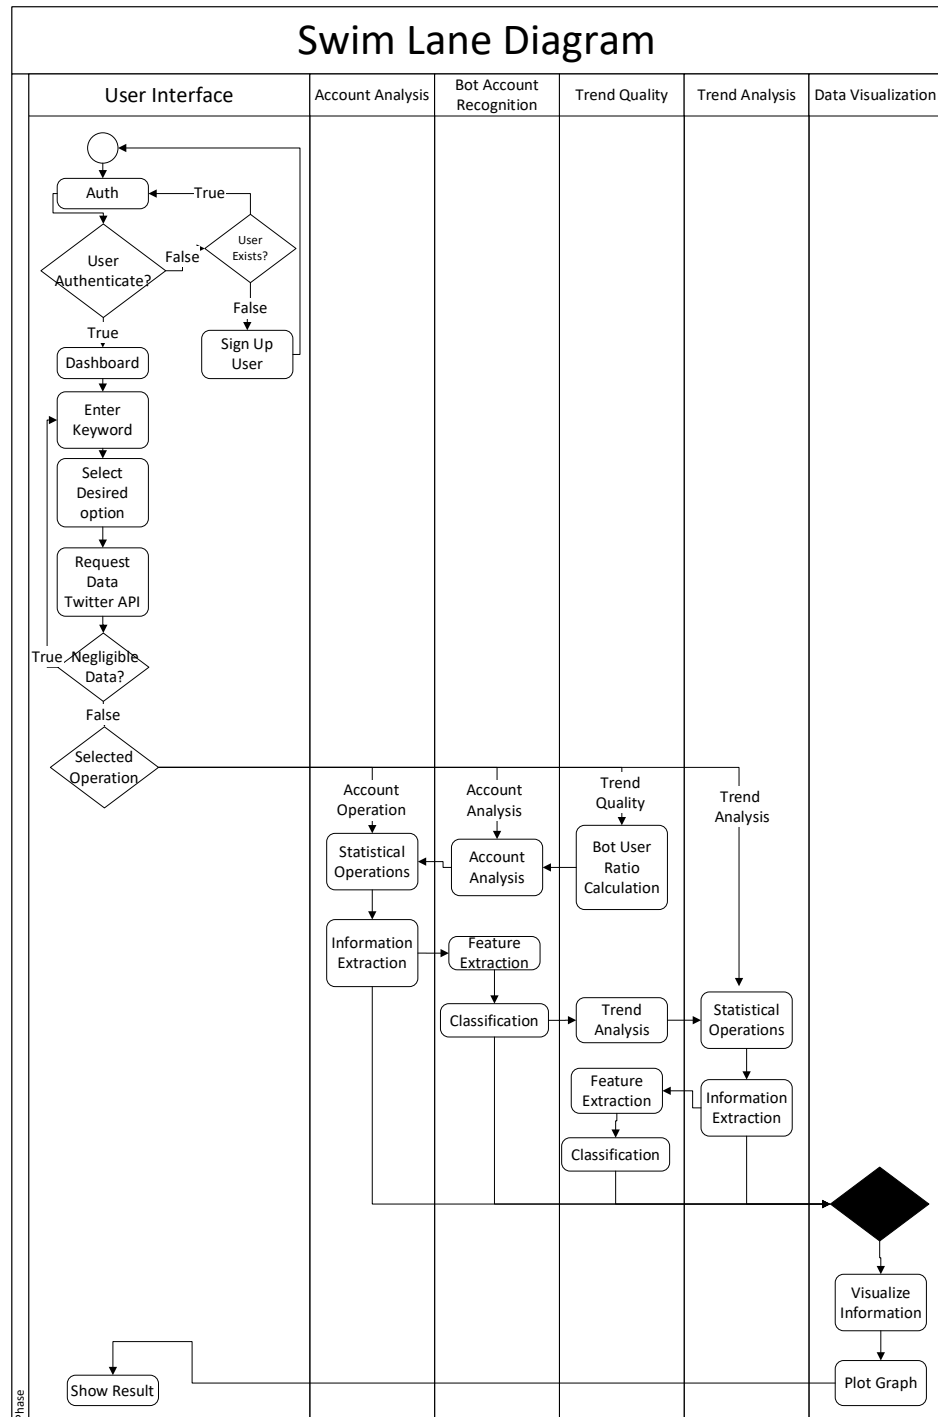 Swim Lane Diagram
User Interface
Account Analysis
Bot Account
Recognition
Trend Quality
Trend Analysis
Data Visualization
Auth
True
User
Authenticate?
False
User
Exists?
False
True
Sign Up
User
Dashboard
Enter
Keyword
Select
Desired
option
Request
Data
Twitter API
True
Negligible
Data?
False
Selected
Operation
Account
Operation
Account
Analysis
Trend
Quality
Trend
Analysis
Statistical
Operations
Account
Analysis
Bot User
Ratio
Calculation
Information
Extraction
Feature
Extraction
Classification
Trend
Analysis
Statistical
Operations
Feature
Extraction
Information
Extraction
Classification
Visualize
Information
Plot Graph
Show Result
Phase